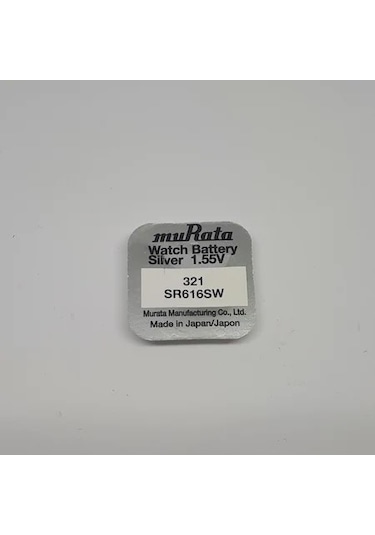 muRata
Watch Battery
Silver 1.55V
321
SR616SW
Murata Manufacturing Co., Ltd.
Made in Japan/Japon